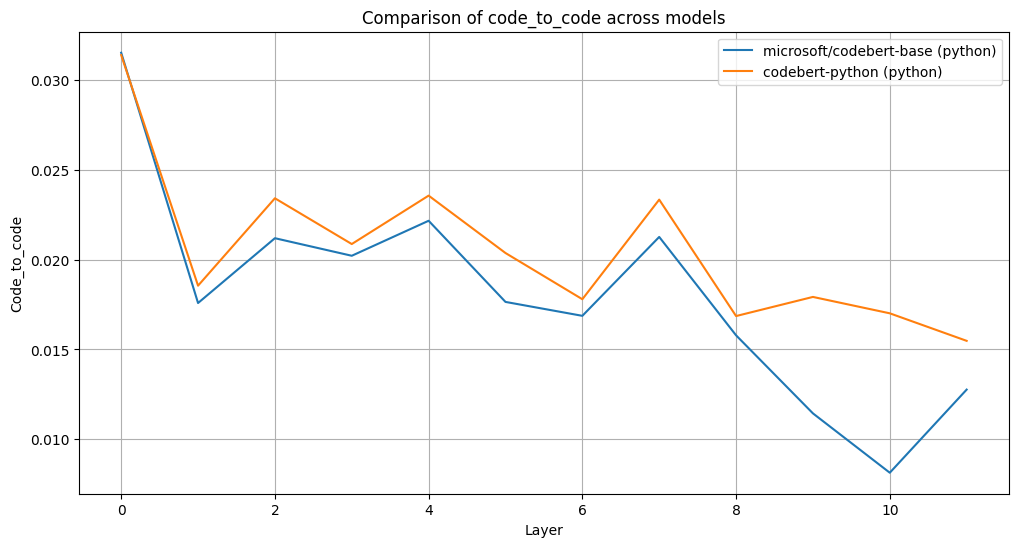 Comparison of code_to_code across models
microsoft/codebert-base (python)
codebert-python (python)
Code_to_code
0.030
0.025
0.020
0.015
0.010
0 2 4 6 8 10
Layer